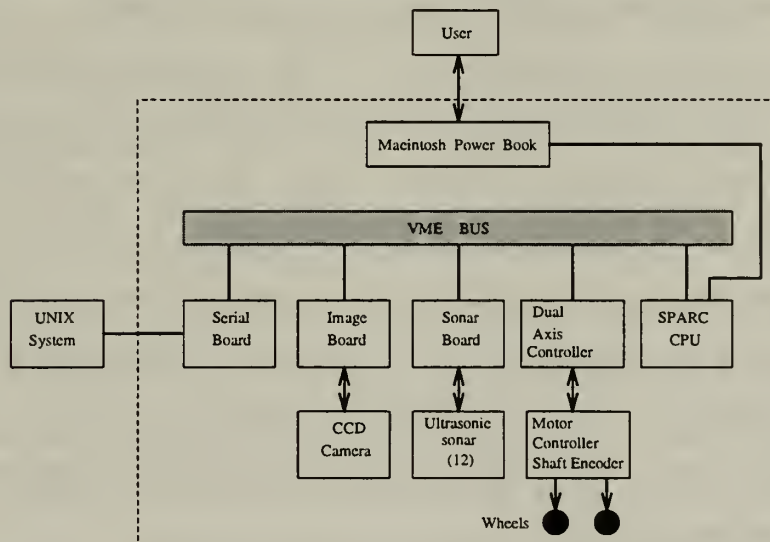 User
Macintosh Power Book
VME BUS
UNIX
System
Serial
Board
Image
Board
Sonar
Board
Dual
Axis
Controller
SPARC
CPU
CCD
Camera
Ultrasonic
sonar
(12)
Motor
Controller
Shaft Encoder
Wheels